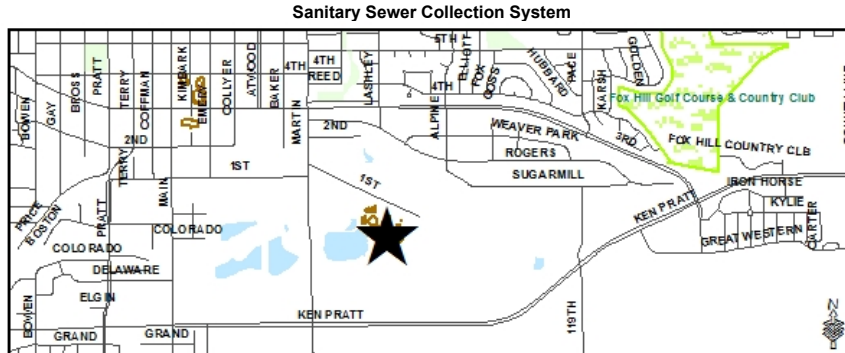 Sanitary Sewer Collection System
5TH
ELLIOTT
HUBBARD
PACE
GOLDEN
BOWEN
GAY
BROSS
PRATT
TERRY
COFFMAN
KIMBARK
EMERY
COLLYER
ATWOOD
BAKER
4TH
4TH
REED
LASHLEY
4TH
FOX
GOSS
KARSH
Fox Hill Golf Course & Country Club
MARTIN
ALPINE
2ND
2ND
WEAVER PARK
3RD
FOX HILL COUNTRY CLB
ROGERS
TERRY
1ST
1ST
SUGARMILL
IRON HORSE
PRICE
BOSTON
PRATT
MAIN
KEN PRATT
KYLIE
CARTER
COLORADO
COLORADO
GREAT WESTERN
DELAWARE
ELGIN
BOWEN
KEN PRATT
119TH
GRAND
GRAND
N